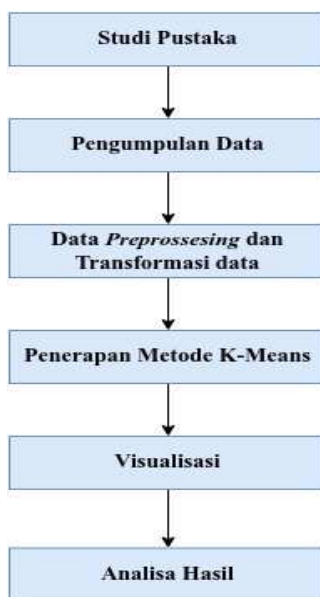 Studi Pustaka
Pengumpulan Data
Data Preprossesing dan
Transformasi data
Penerapan Metode K-Means
Visualisasi
Analisa Hasil